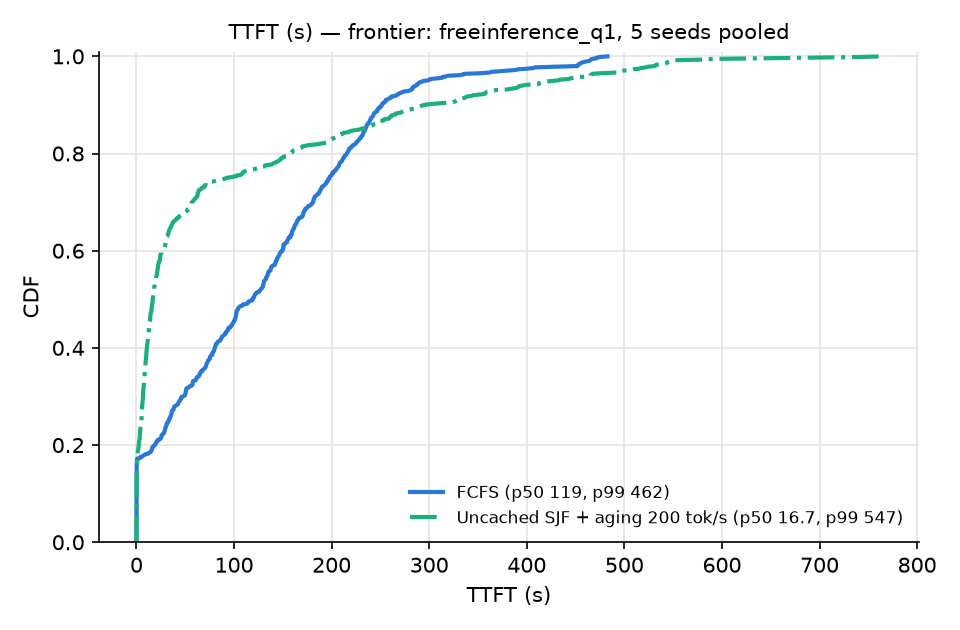 TTFT (s) — frontier: freeinference_q1, 5 seeds pooled
1.0
0.8
0.6
0.4
0.2
0.0
CDF
FCFS (p50 119, p99 462)
Uncached SJF + aging 200 tok/s (p50 16.7, p99 547)
0 100 200 300 400 500 600 700 800
TTFT (s)